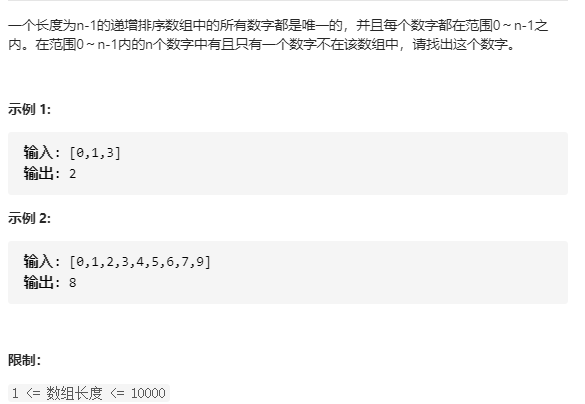 一个长度为n-1的递增排序数组中的所有数字都是唯一的，并且每个数字都在范围0～n-1之
内。在范围0～n-1内的n个数字中有且只有一个数字不在该数组中，请找出这个数字。
示例 1:
输入: [0,1,3]
输出: 2
示例 2:
输入: [0,1,2,3,4,5,6,7,9]
输出: 8
限制：
1 <= 数组长度 <= 10000